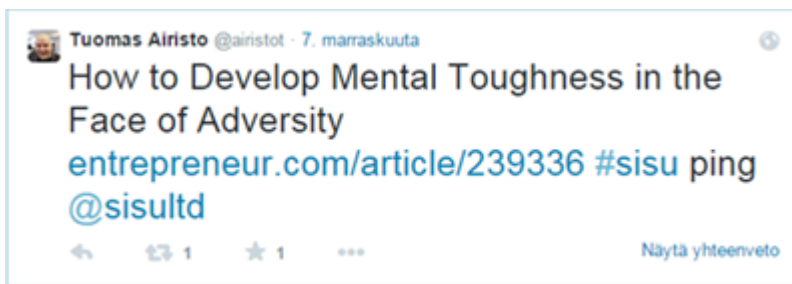 Tuomas Airisto @airistot · 7. marraskuuta
How to Develop Mental Toughness in the
Face of Adversity
entrepreneur.com/article/239336 #sisu ping
@sisultd
1 1 Näytä yhteenveto